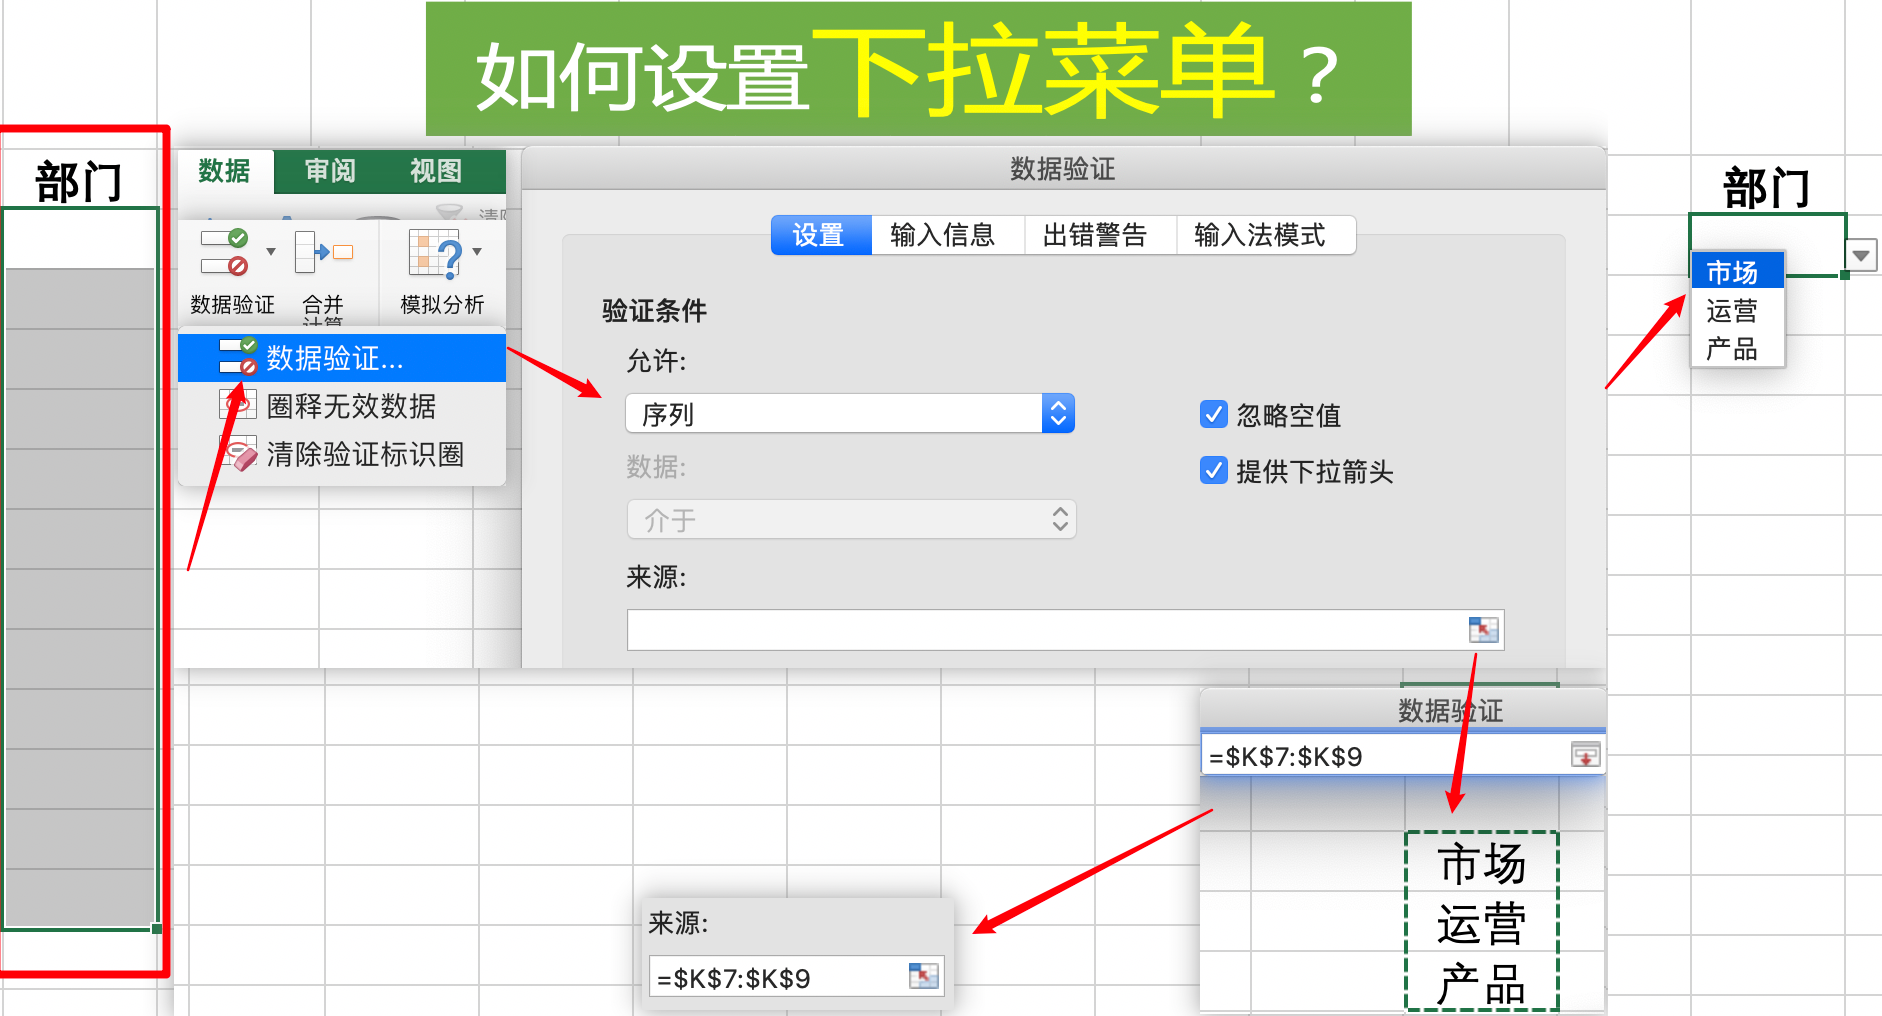 如何设置下拉菜单？
部门
数据 审阅 视图
清除
数据验证 合并计算 模拟分析
数据验证...
圈释无效数据
清除验证标识圈
数据验证
设置 输入信息 出错警告 输入法模式
验证条件
允许:
序列
忽略空值
数据:
提供下拉箭头
介于
来源:
数据验证
=$K$7:$K$9
市场
运营
产品
来源:
=$K$7:$K$9
部门
市场
运营
产品